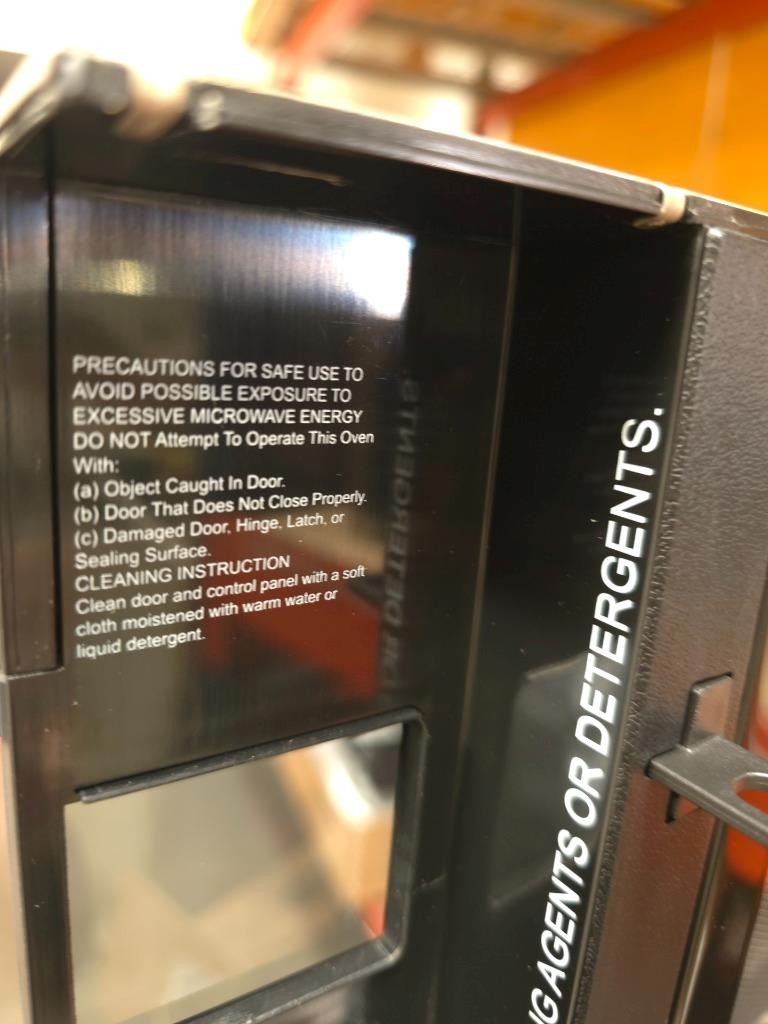 PRECAUTIONS FOR SAFE USE TO
AVOID POSSIBLE EXPOSURE TO
EXCESSIVE MICROWAVE ENERGY
DO NOT Attempt To Operate This Oven
With:
(a) Object Caught In Door.
(b) Door That Does Not Close Properly.
(c) Damaged Door, Hinge, Latch, or
Sealing Surface.
CLEANING INSTRUCTION
Clean door and control panel with a soft
cloth moistened with warm water or
liquid detergent.
AGENTS OR DETERGENTS.